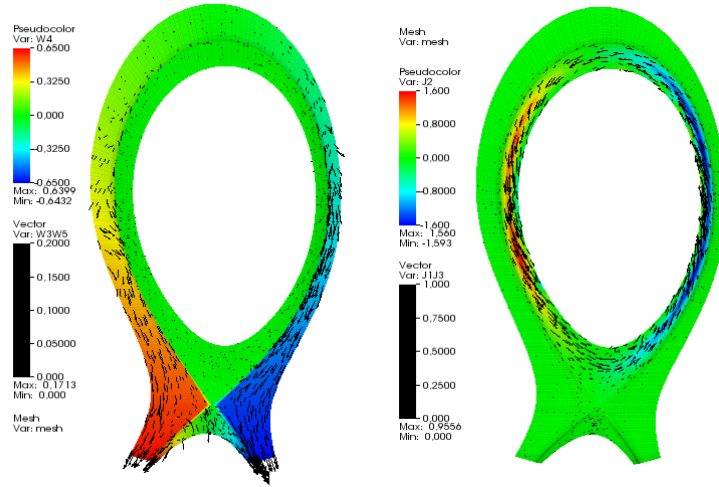 Pseudocolor
Var: W4
0,6500
0,3250
0,000
-0,3250
-0,6500
Max: 0,6399
Min: -0,6432
Vector
Var: W3W5
0,2000
0,1500
0,1000
0,05000
0,000
Max: 0,1713
Min: 0,000
Mesh
Var: mesh
Mesh
Var: mesh
Pseudocolor
Var: J2
1,600
0,8000
0,000
-0,8000
-1,600
Max: 1,560
Min: -1,593
Vector
Var: J1J3
1,000
0,7500
0,5000
0,2500
0,000
Max: 0,9556
Min: 0,000